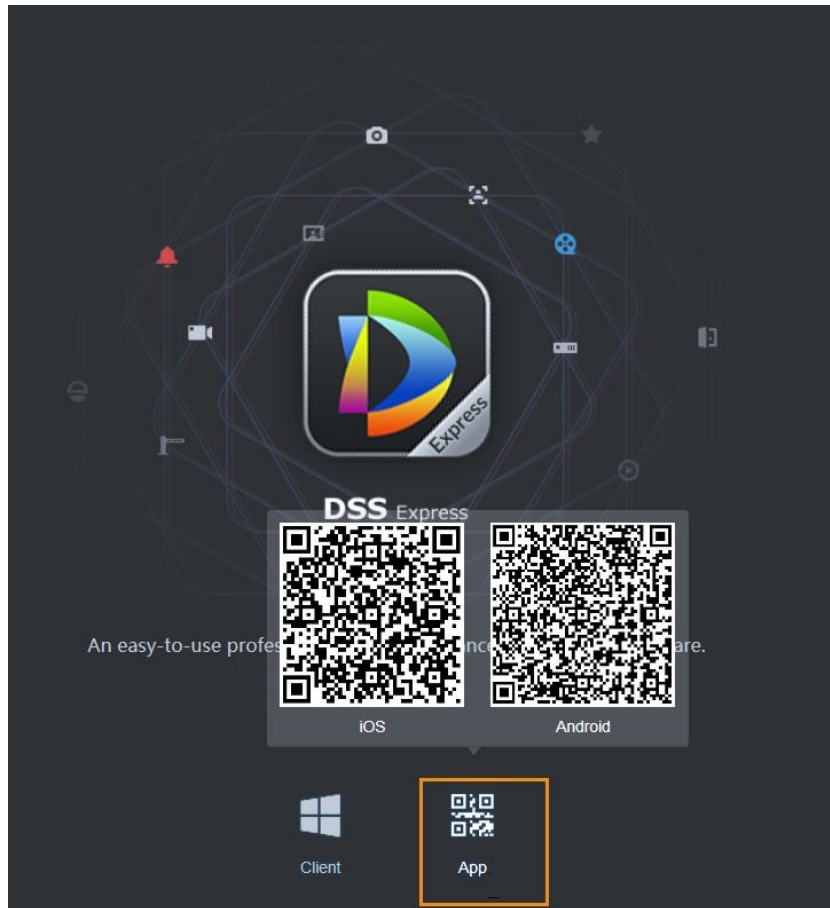 Express
DSS Express
An easy-to-use profes ance are.
iOS Android
Client App